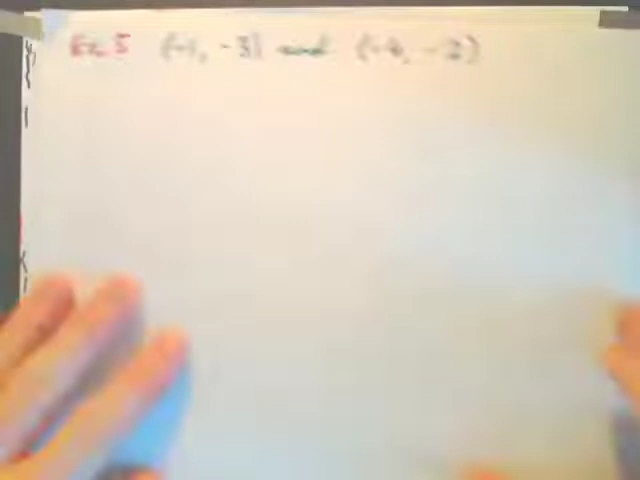 Ex 5 (-1, -3) and (-4, -2)